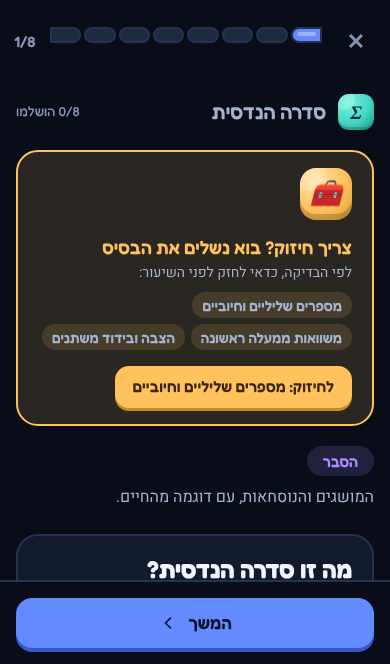 1/8
סדרה הנדסית
0/8 הושלמו
צריך חיזוק? בוא נשלים את הבסיס
לפי הבדיקה, כדאי לחזק לפני השיעור:
מספרים שליליים וחיוביים
משוואות ממעלה ראשונה
הצבה ובידוד משתנים
לחיזוק: מספרים שליליים וחיוביים
הסבר
המושגים והנוסחאות, עם דוגמה מהחיים.
מה זו סדרה הנדסית?
המשך